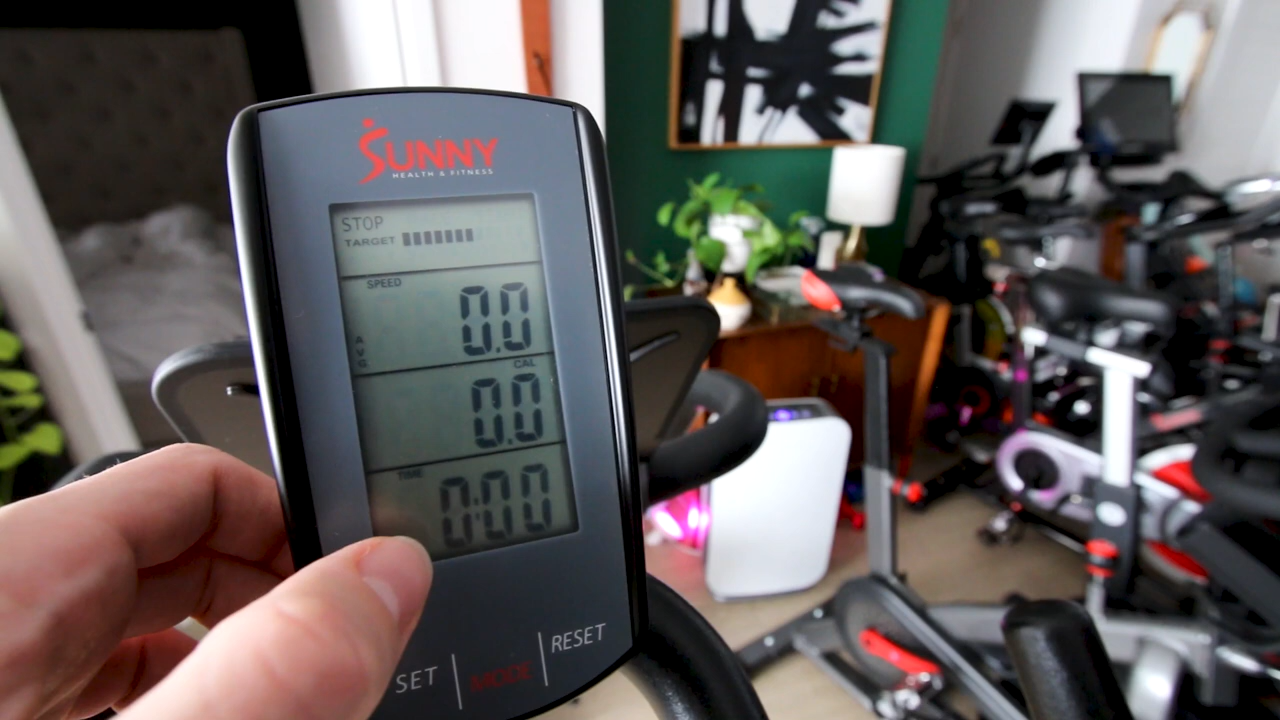 SUNNY
HEALTH & FITNESS
STOP
TARGET
SPEED
0.0
AVG
CAL
0.0
TIME
0:00
SET MODE RESET